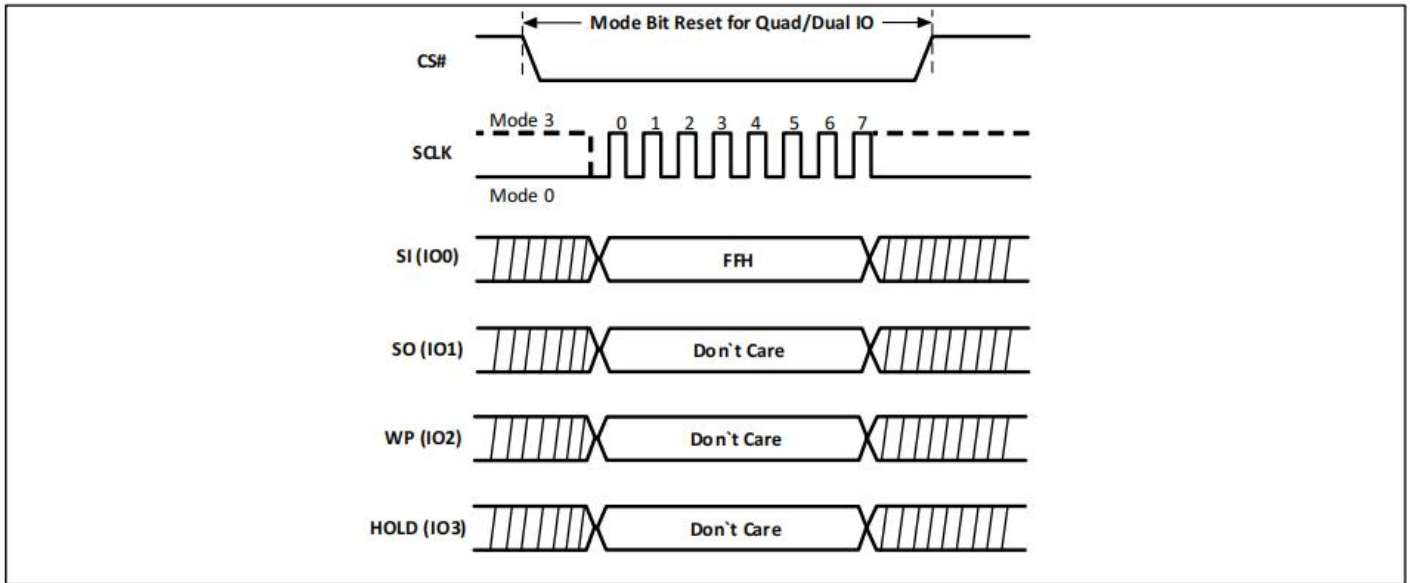 Mode Bit Reset for Quad/Dual IO
CS#
Mode 3
0 1 2 3 4 5 6 7
SCLK
Mode 0
SI (IO0)
FFH
SO (IO1)
Don`t Care
WP (IO2)
Don`t Care
HOLD (IO3)
Don`t Care